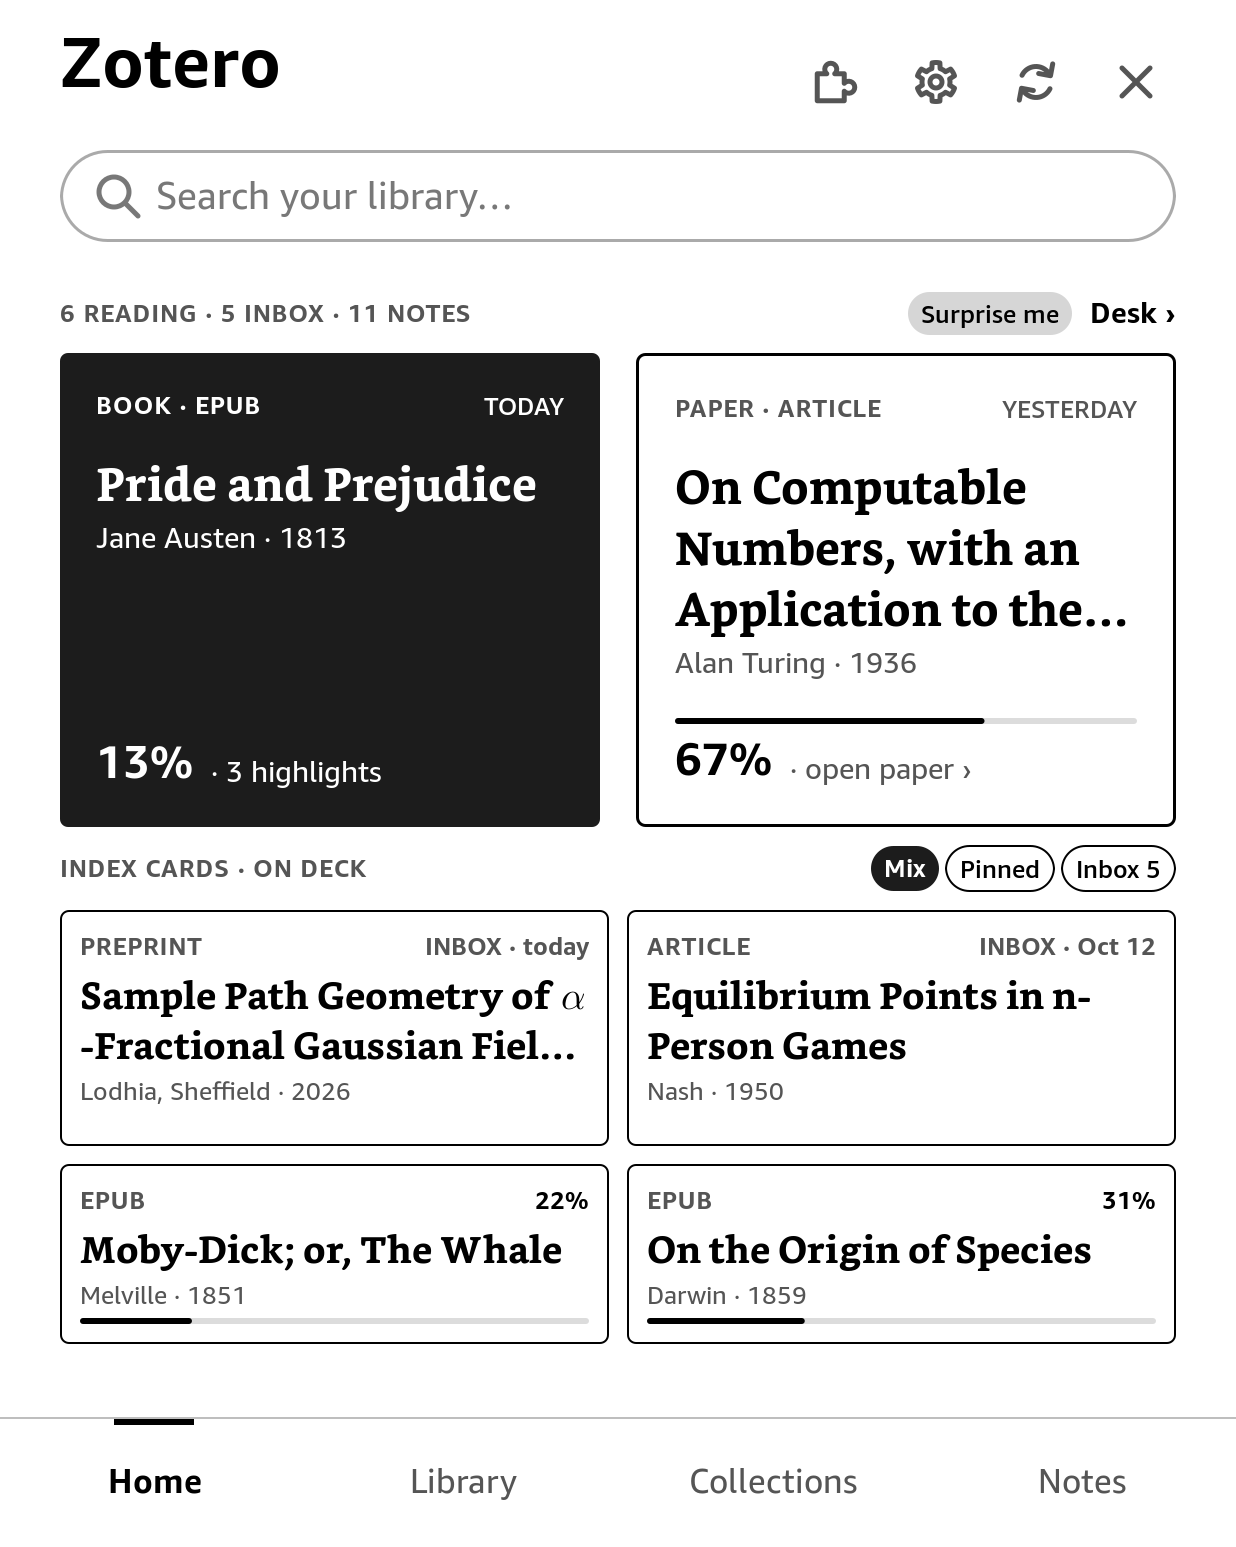 Zotero
Search your library...
6 READING · 5 INBOX · 11 NOTES
Surprise me
Desk ›
BOOK · EPUB
TODAY
Pride and Prejudice
Jane Austen · 1813
13% · 3 highlights
PAPER · ARTICLE
YESTERDAY
On Computable
Numbers, with an
Application to the...
Alan Turing · 1936
67% · open paper ›
INDEX CARDS · ON DECK
Mix
Pinned
Inbox 5
PREPRINT
INBOX · today
Sample Path Geometry of α
-Fractional Gaussian Fiel...
Lodhia, Sheffield · 2026
ARTICLE
INBOX · Oct 12
Equilibrium Points in n-
Person Games
Nash · 1950
EPUB
22%
Moby-Dick; or, The Whale
Melville · 1851
EPUB
31%
On the Origin of Species
Darwin · 1859
Home
Library
Collections
Notes